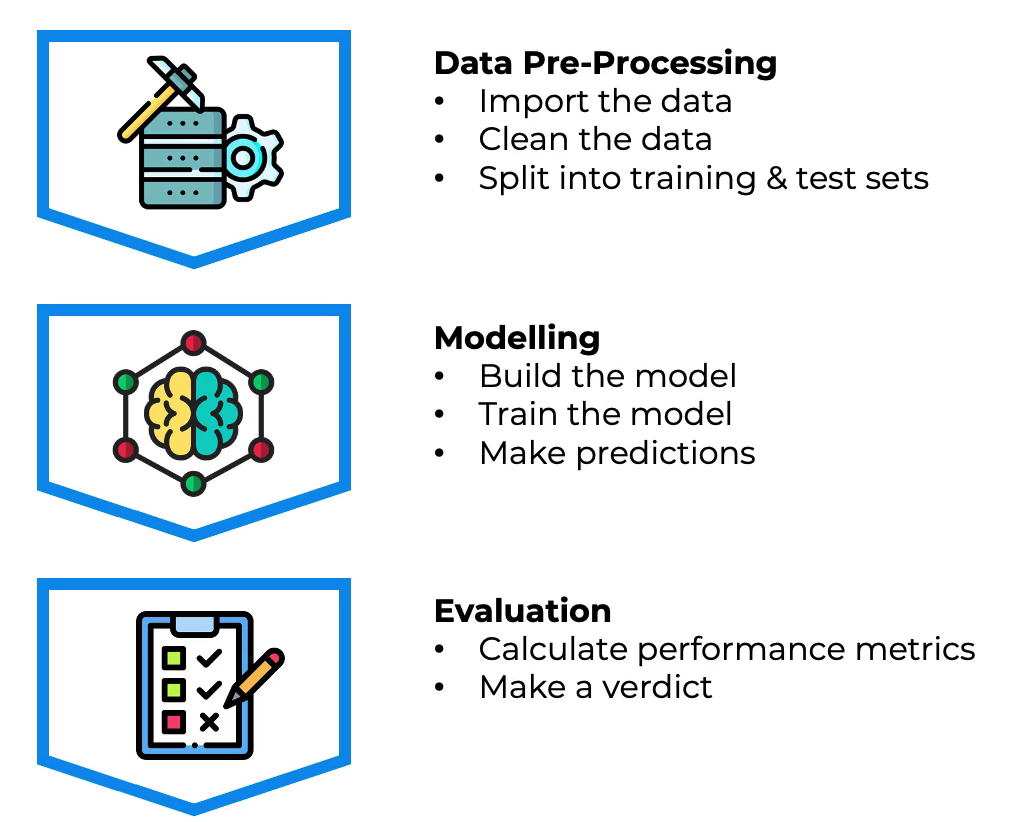 Data Pre-Processing
• Import the data
• Clean the data
• Split into training & test sets
Modelling
• Build the model
• Train the model
• Make predictions
Evaluation
• Calculate performance metrics
• Make a verdict